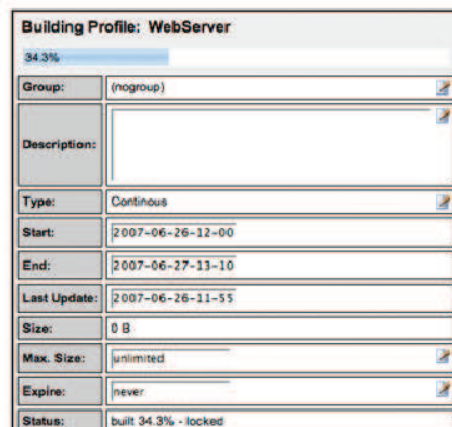 Building Profile: WebServer
34.3%
Group: (nogroup)
Description:
Type: Continous
Start: 2007-06-26-12-00
End: 2007-06-27-13-10
Last Update: 2007-06-26-11-55
Size: 0 B
Max. Size: unlimited
Expire: never
Status: built 34.3% - locked